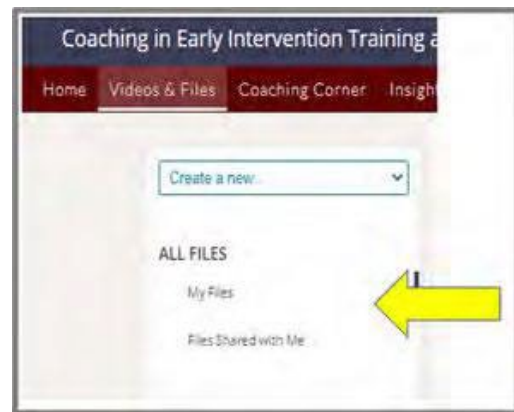 Coaching in Early Intervention Training a
Home Videos & Files Coaching Corner Insigh
Create a new
ALL FILES
My Files
Files Shared with Me